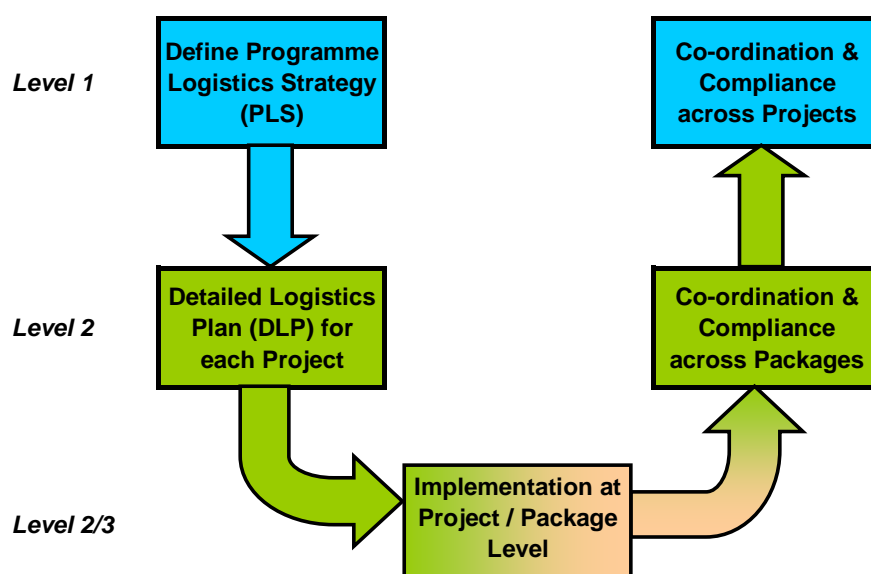 Level 1
Define Programme
Logistics Strategy
(PLS)
Co-ordination &
Compliance
across Projects
Level 2
Detailed Logistics
Plan (DLP) for
each Project
Co-ordination &
Compliance
across Packages
Level 2/3
Implementation at
Project / Package
Level